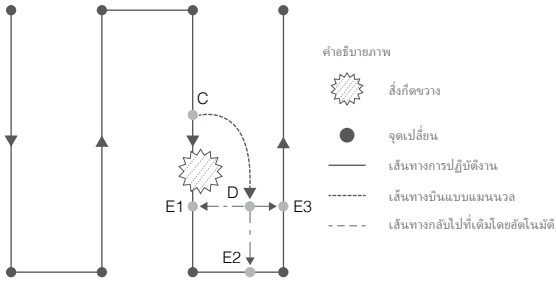 C
คำอธิบายภาพ
สิ่งกีดขวาง
จุดเปลี่ยน
เส้นทางการปฏิบัติงาน
D
เส้นทางบินแบบแมนนวล
E1
E3
เส้นทางกลับไปที่เดิมโดยอัตโนมัติ
E2